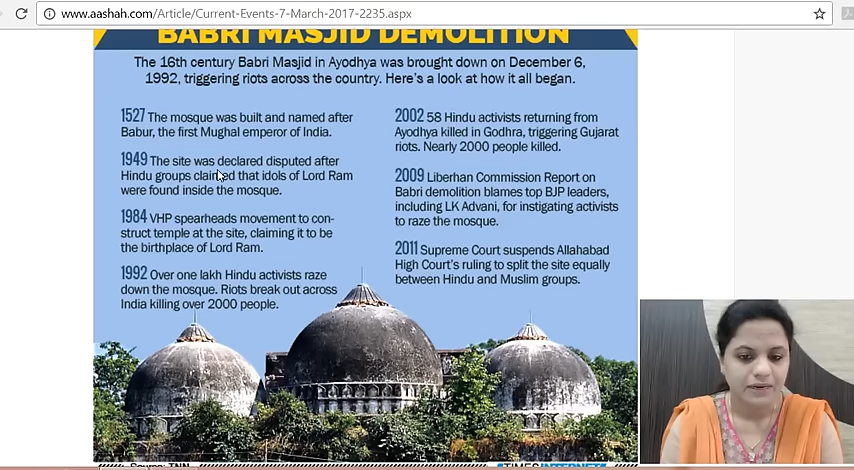 www.aashah.com/Article/Current-Events-7-March-2017-2235.aspx
BABRI MASJID DEMOLITION
The 16th century Babri Masjid in Ayodhya was brought down on December 6,
1992, triggering riots across the country. Here's a look at how it all began.
1527 The mosque was built and named after
Babur, the first Mughal emperor of India.
1949 The site was declared disputed after
Hindu groups claimed that idols of Lord Ram
were found inside the mosque.
1984 VHP spearheads movement to con-
struct temple at the site, claiming it to be
the birthplace of Lord Ram.
1992 Over one lakh Hindu activists raze
down the mosque. Riots break out across
India killing over 2000 people.
2002 58 Hindu activists returning from
Ayodhya killed in Godhra, triggering Gujarat
riots. Nearly 2000 people killed.
2009 Liberhan Commission Report on
Babri demolition blames top BJP leaders,
including LK Advani, for instigating activists
to raze the mosque.
2011 Supreme Court suspends Allahabad
High Court's ruling to split the site equally
between Hindu and Muslim groups.
Source: TNN
TIMES INTERNET